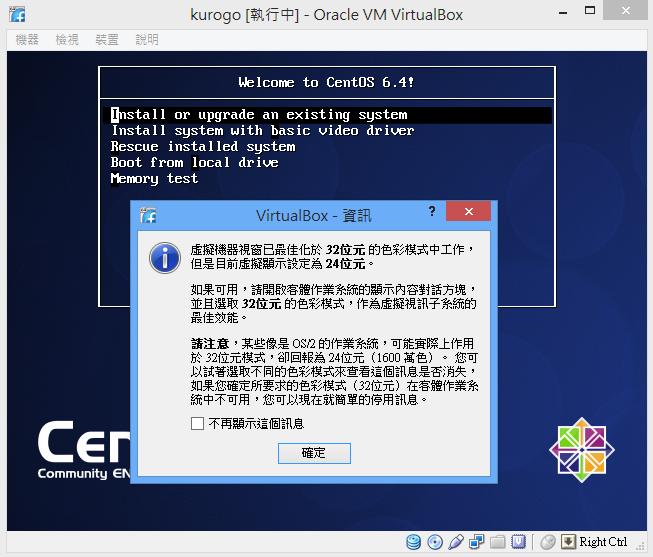 kurogo [執行中] - Oracle VM VirtualBox
機器 檢視 裝置 說明
Welcome to CentOS 6.4!
Install or upgrade an existing system
Install system with basic video driver
Rescue installed system
Boot from local drive
Memory test
VirtualBox - 資訊
虛擬機器視窗已最佳化於 32位元 的色彩模式中工作，
但是目前虛擬顯示設定為 24位元。
如果可用，請開啟客體作業系統的顯示內容對話方塊，
並且選取 32位元 的色彩模式，作為虛擬視訊子系統的
最佳效能。
請注意，某些像是 OS/2 的作業系統，可能實際上作用
於 32位元模式，卻回報為 24位元（1600 萬色）。 您可
以試著選取不同的色彩模式來查看這個訊息是否消失，
如果您確定所要求的色彩模式（32位元）在客體作業系
統中不可用，您可以現在就簡單的停用訊息。
不再顯示這個訊息
確定
Cen
Community EN
Right Ctrl